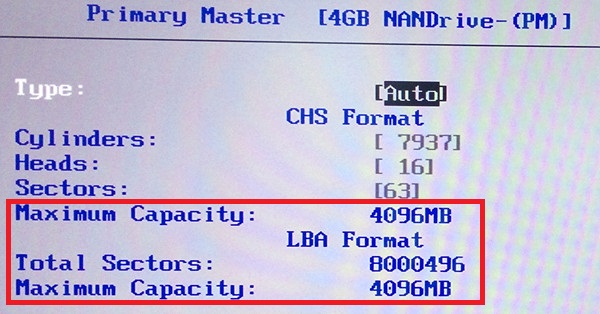 Primary Master [4GB NANDrive-(PM)]
Type: [Auto]
CHS Format
Cylinders: [ 7937]
Heads: [ 16]
Sectors: [63]
Maximum Capacity: 4096MB
LBA Format
Total Sectors: 8000496
Maximum Capacity: 4096MB